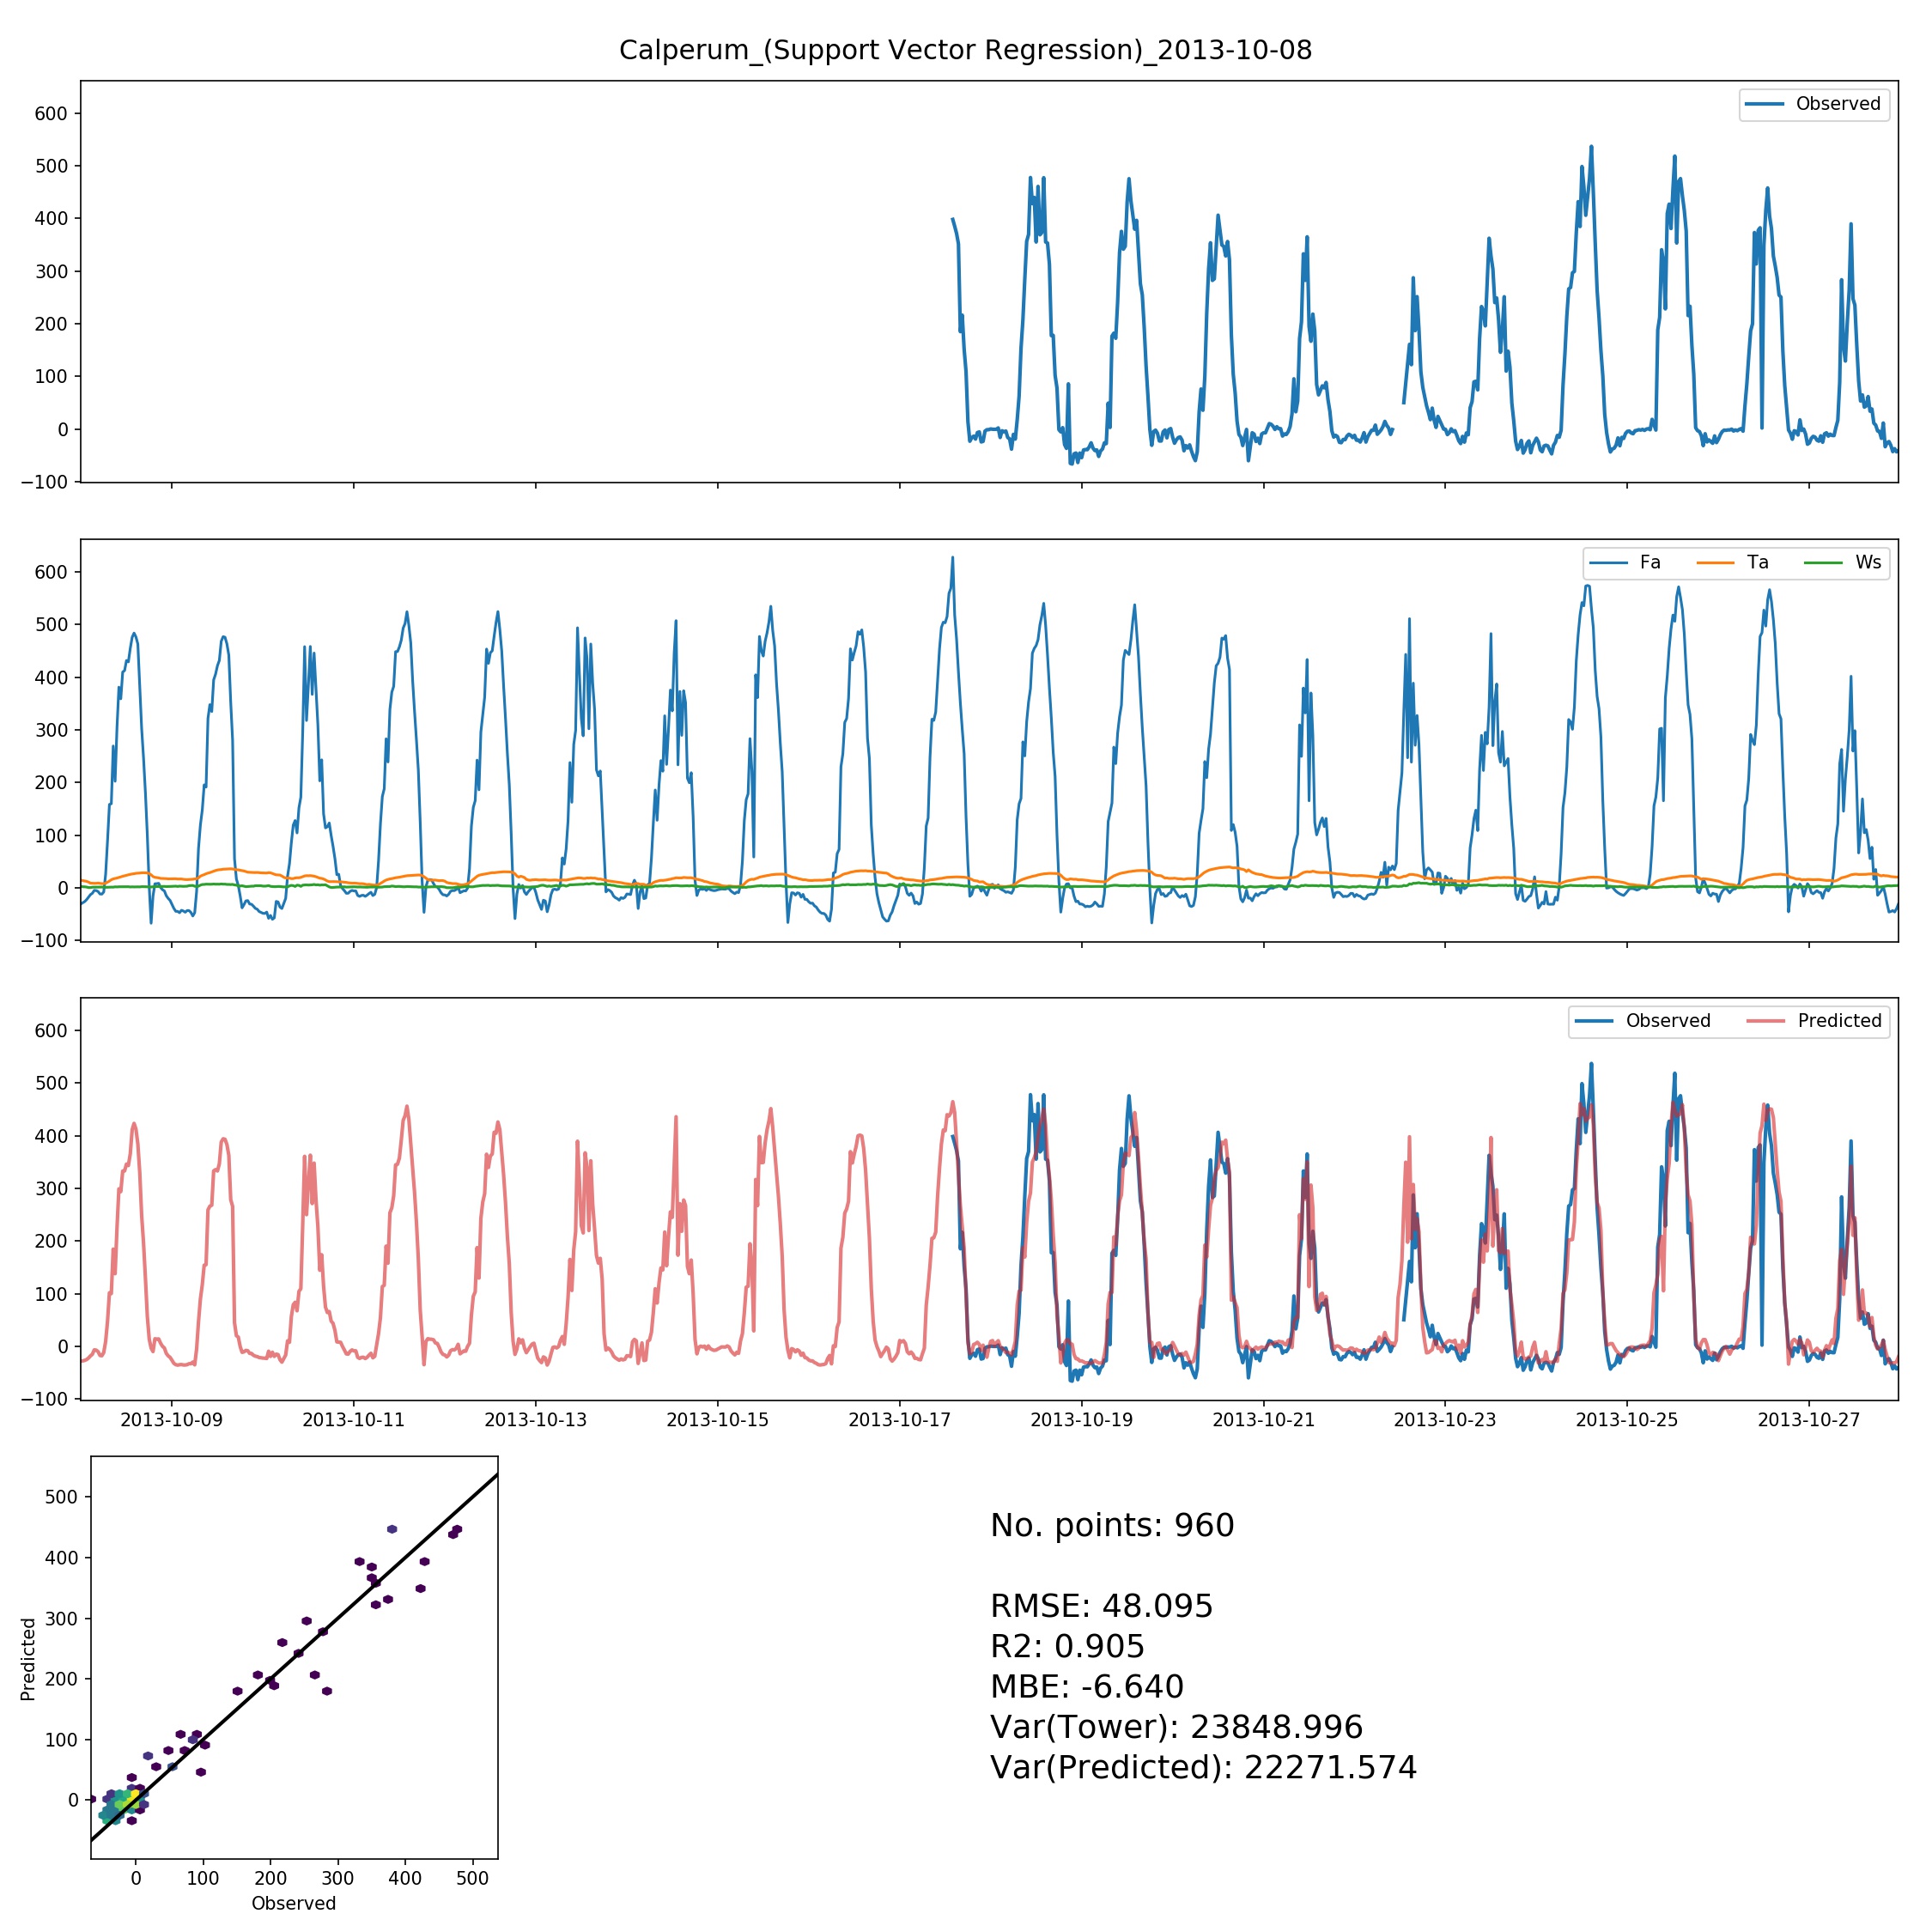 Calperum_(Support Vector Regression)_2013-10-08
Observed
600
500
400
300
200
100
0
−100
Fa Ta Ws
600
500
400
300
200
100
0
−100
Observed Predicted
600
500
400
300
200
100
0
−100
2013-10-09 2013-10-11 2013-10-13 2013-10-15 2013-10-17 2013-10-19 2013-10-21 2013-10-23 2013-10-25 2013-10-27
500
400
300
200
100
0
Predicted
0 100 200 300 400 500
Observed
No. points: 960
RMSE: 48.095
R2: 0.905
MBE: -6.640
Var(Tower): 23848.996
Var(Predicted): 22271.574